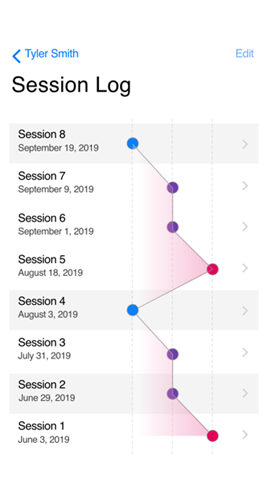 Tyler Smith
Edit
Session Log
Session 8
September 19, 2019
Session 7
September 9, 2019
Session 6
September 1, 2019
Session 5
August 18, 2019
Session 4
August 3, 2019
Session 3
July 31, 2019
Session 2
June 29, 2019
Session 1
June 3, 2019